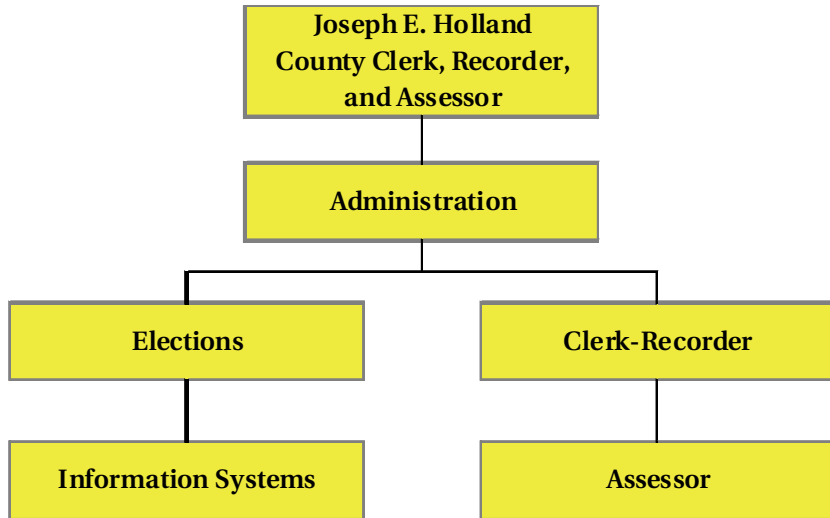 Joseph E. Holland
County Clerk, Recorder,
and Assessor
Administration
Elections
Clerk-Recorder
Information Systems
Assessor